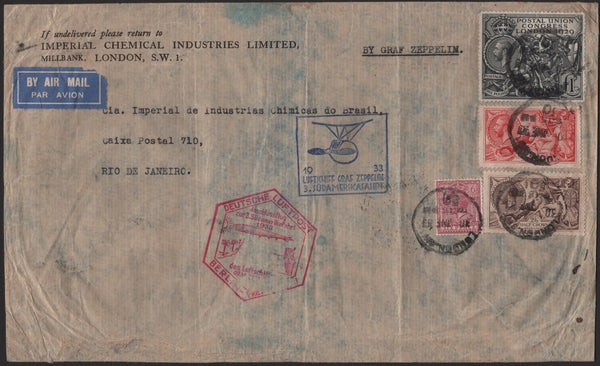 If undelivered please return to
IMPERIAL CHEMICAL INDUSTRIES LIMITED,
MILLBANK, LONDON, S.W. 1.
BY GRAF ZEPPELIN.
BY AIR MAIL
PAR AVION
Cia. Imperial de Industrias Chimicas do Brasil,
Caixa Postal 710,
RIO DE JANEIRO.
POSTAL UNION
CONGRESS
LONDON 1929
£1
19 33
LUFTSCHIFF GRAF ZEPPELIN
3. SÜDAMERIKAFAHRT
DEUTSCHE LUFTPOST
BERLIN